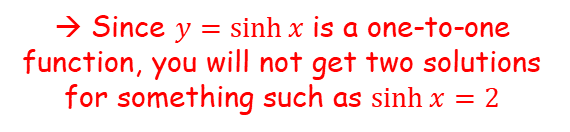 → Since y = sinh x is a one-to-one
function, you will not get two solutions
for something such as sinh x = 2